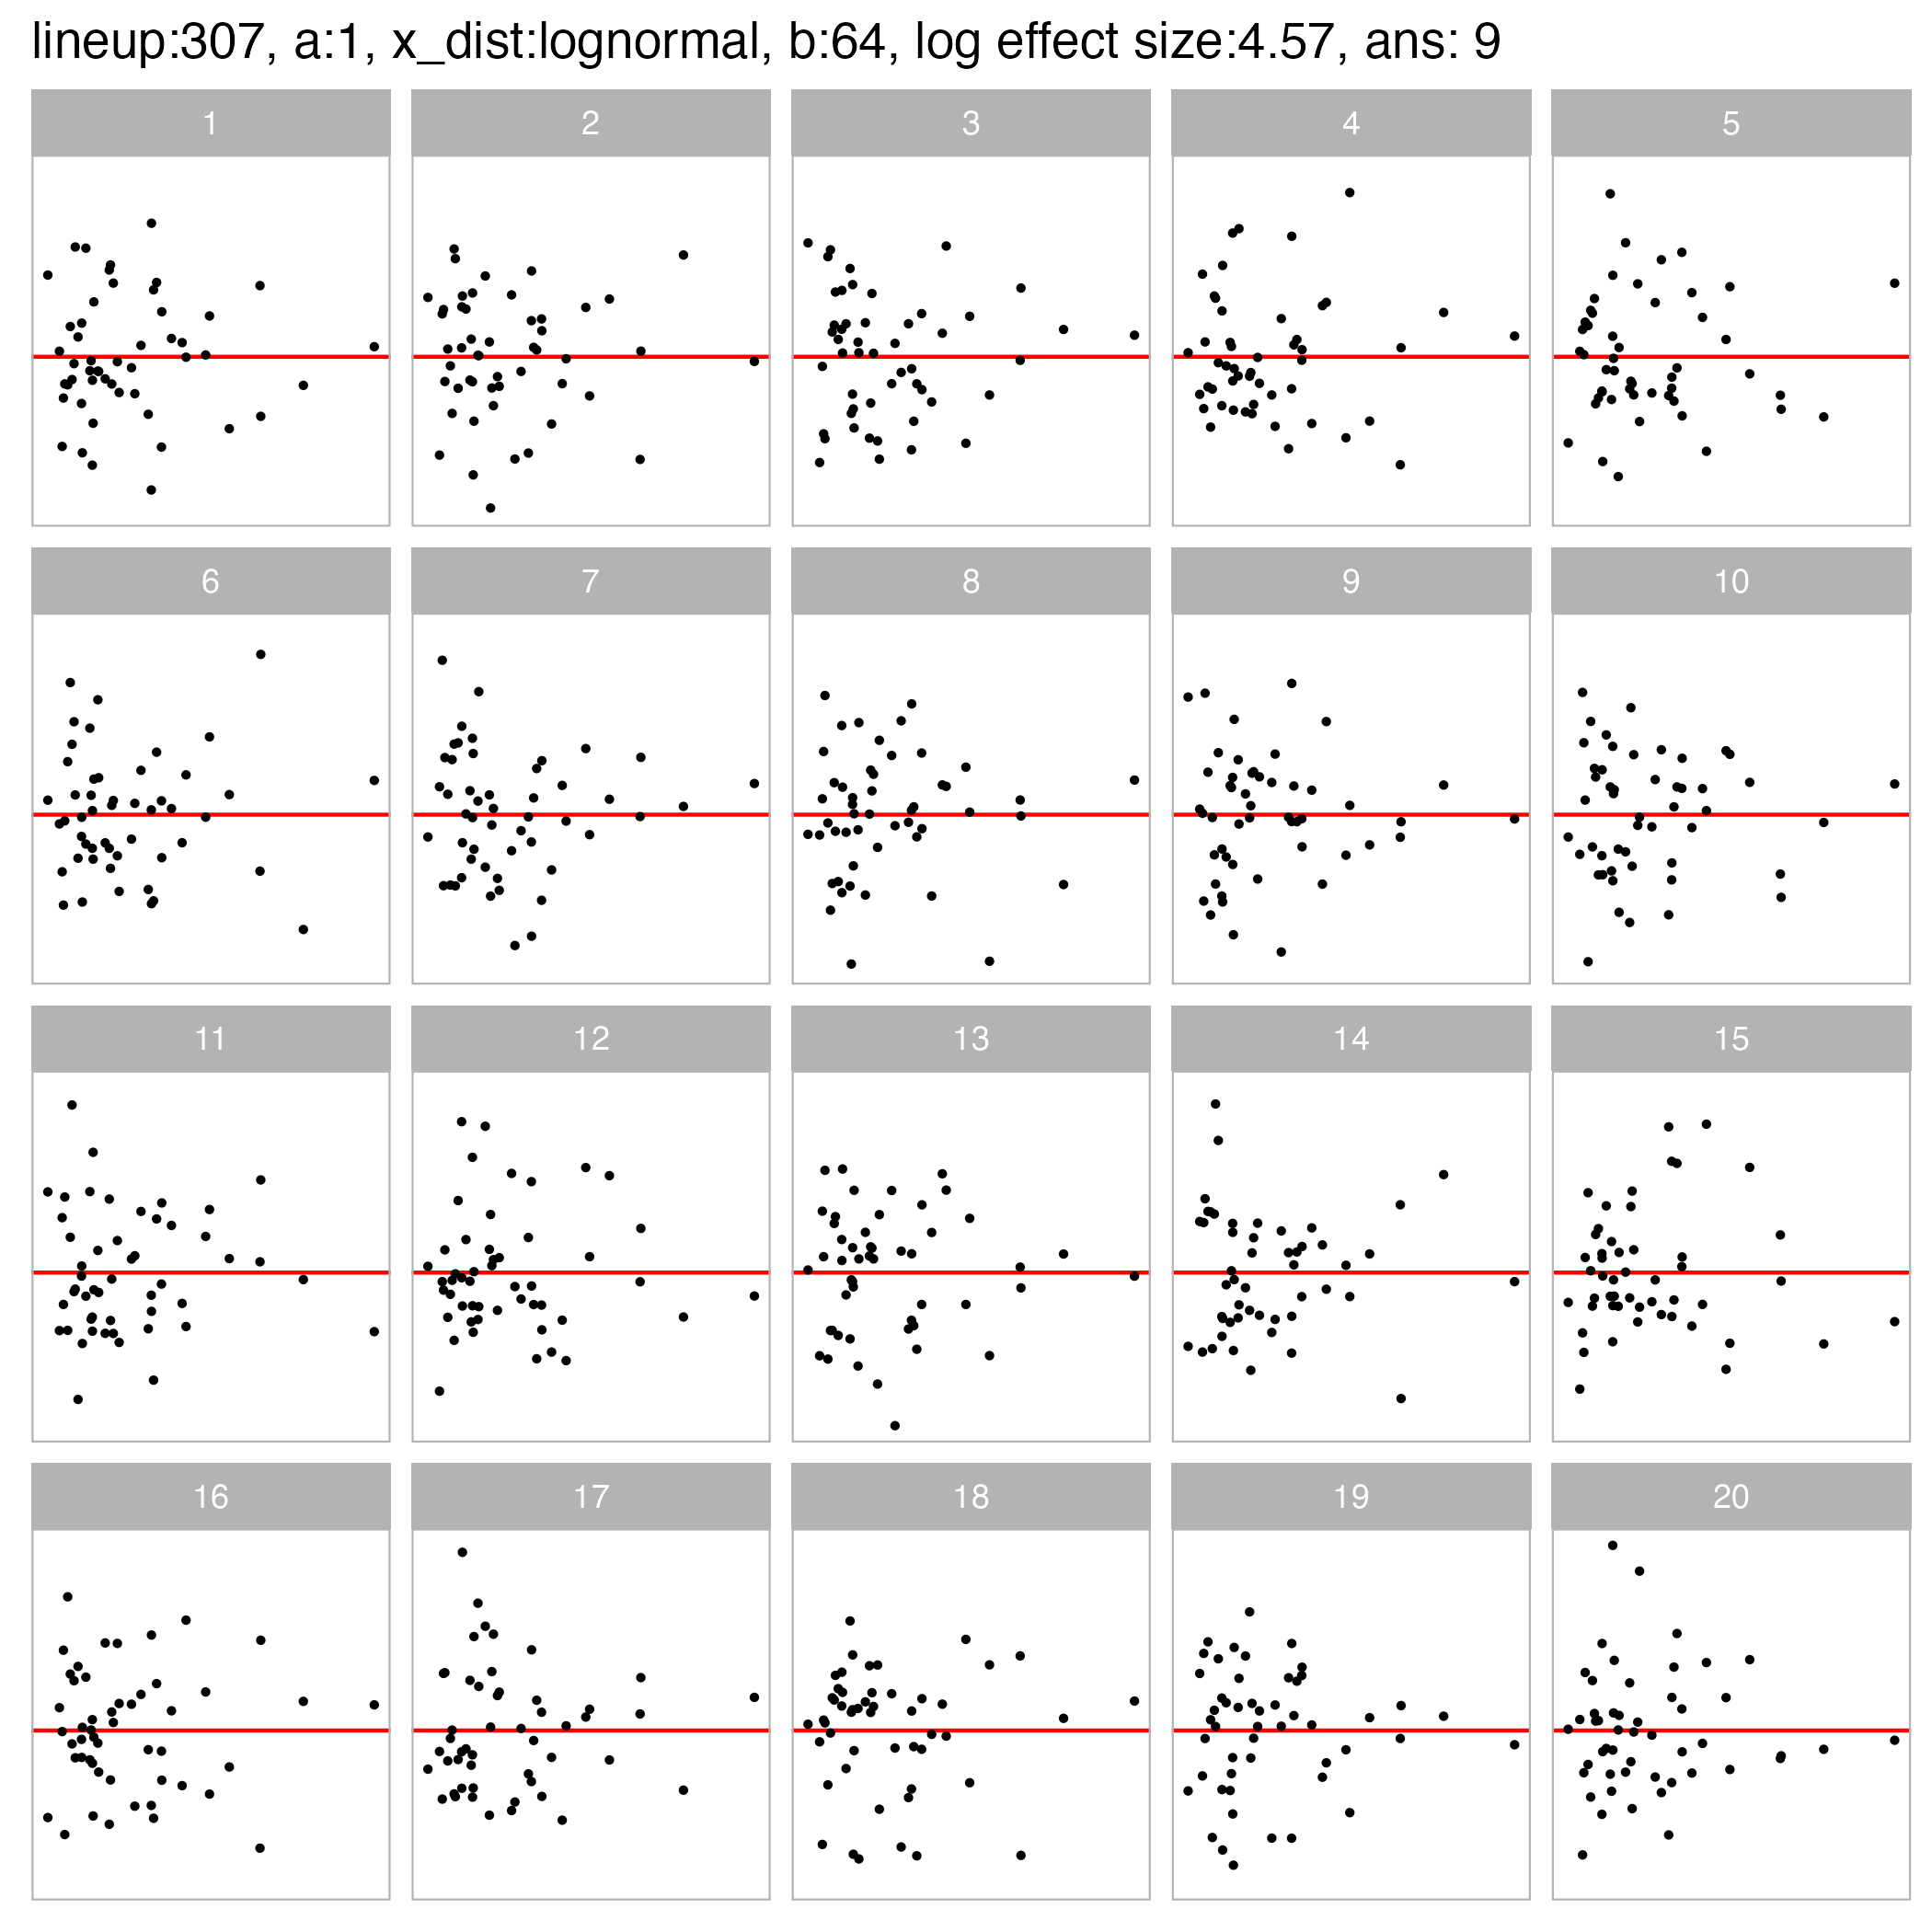 lineup:307, a:1, x_dist:lognormal, b:64, log effect size:4.57, ans: 9
1 2 3 4 5
6 7 8 9 10
11 12 13 14 15
16 17 18 19 20